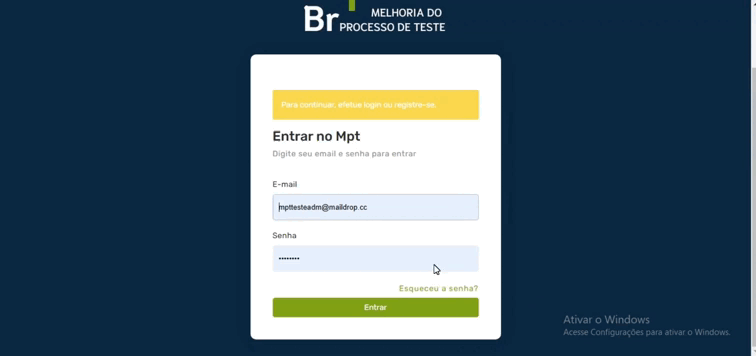 Br MELHORIA DO
PROCESSO DE TESTE
Para continuar, efetue login ou registre-se.
Entrar no Mpt
Digite seu email e senha para entrar
E-mail
mpttesteadm@maildrop.cc
Senha
••••••••
Esqueceu a senha?
Entrar
Ativar o Windows
Acesse Configurações para ativar o Windows.